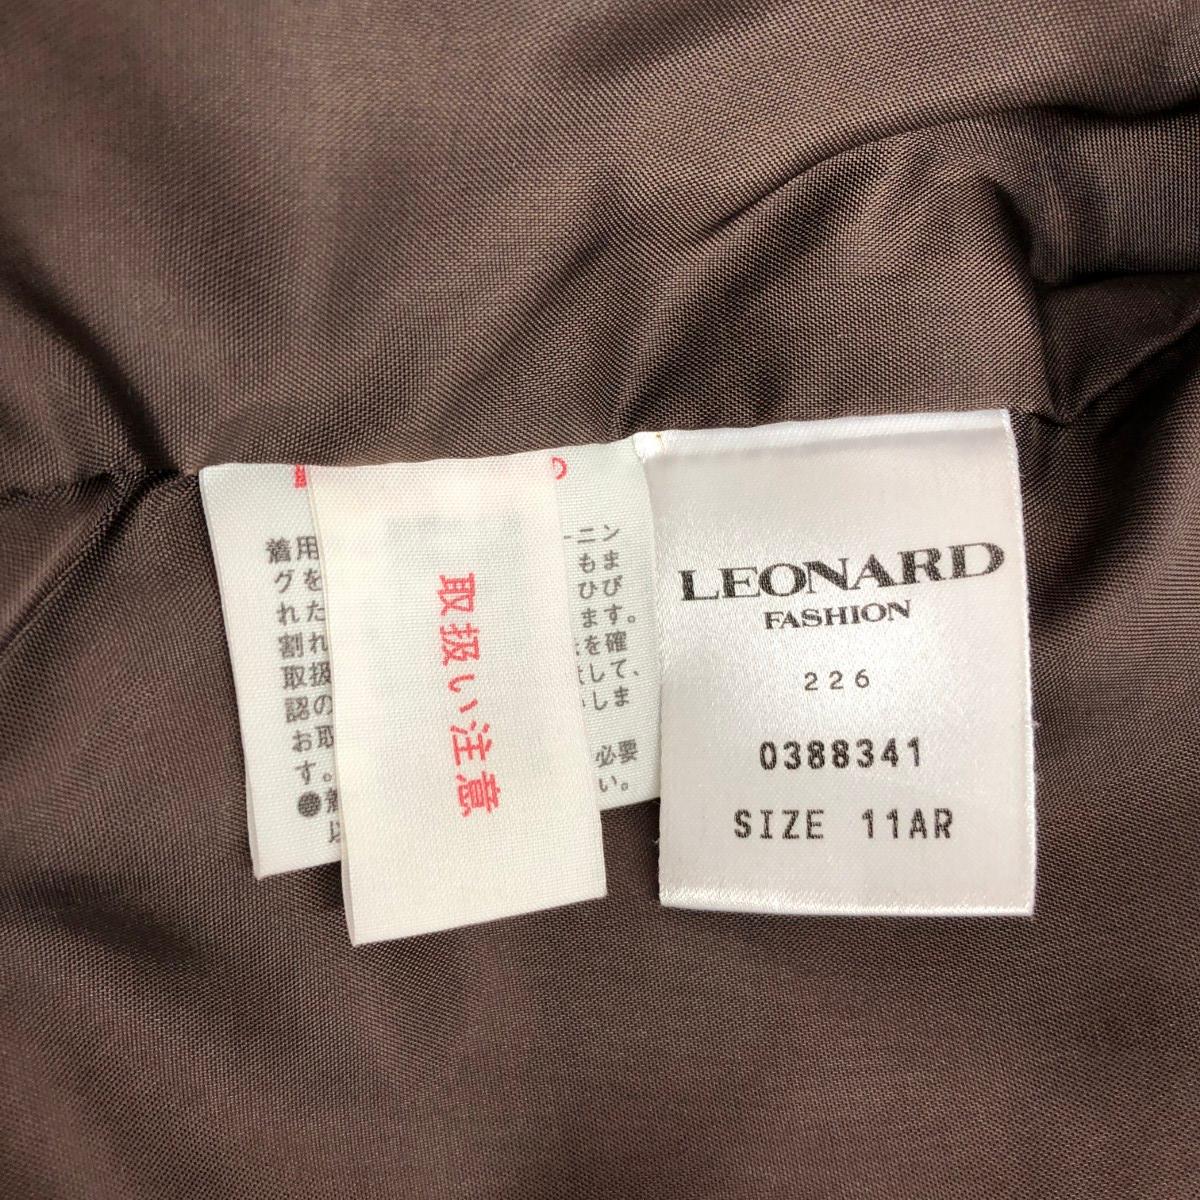 着用 ーニン
グを もま
れた ひび
割れ ます。
取扱 を確
認の して、
お取 しま
す。
必要
い。
取扱い注意
LEONARD
FASHION
226
0388341
SIZE 11AR